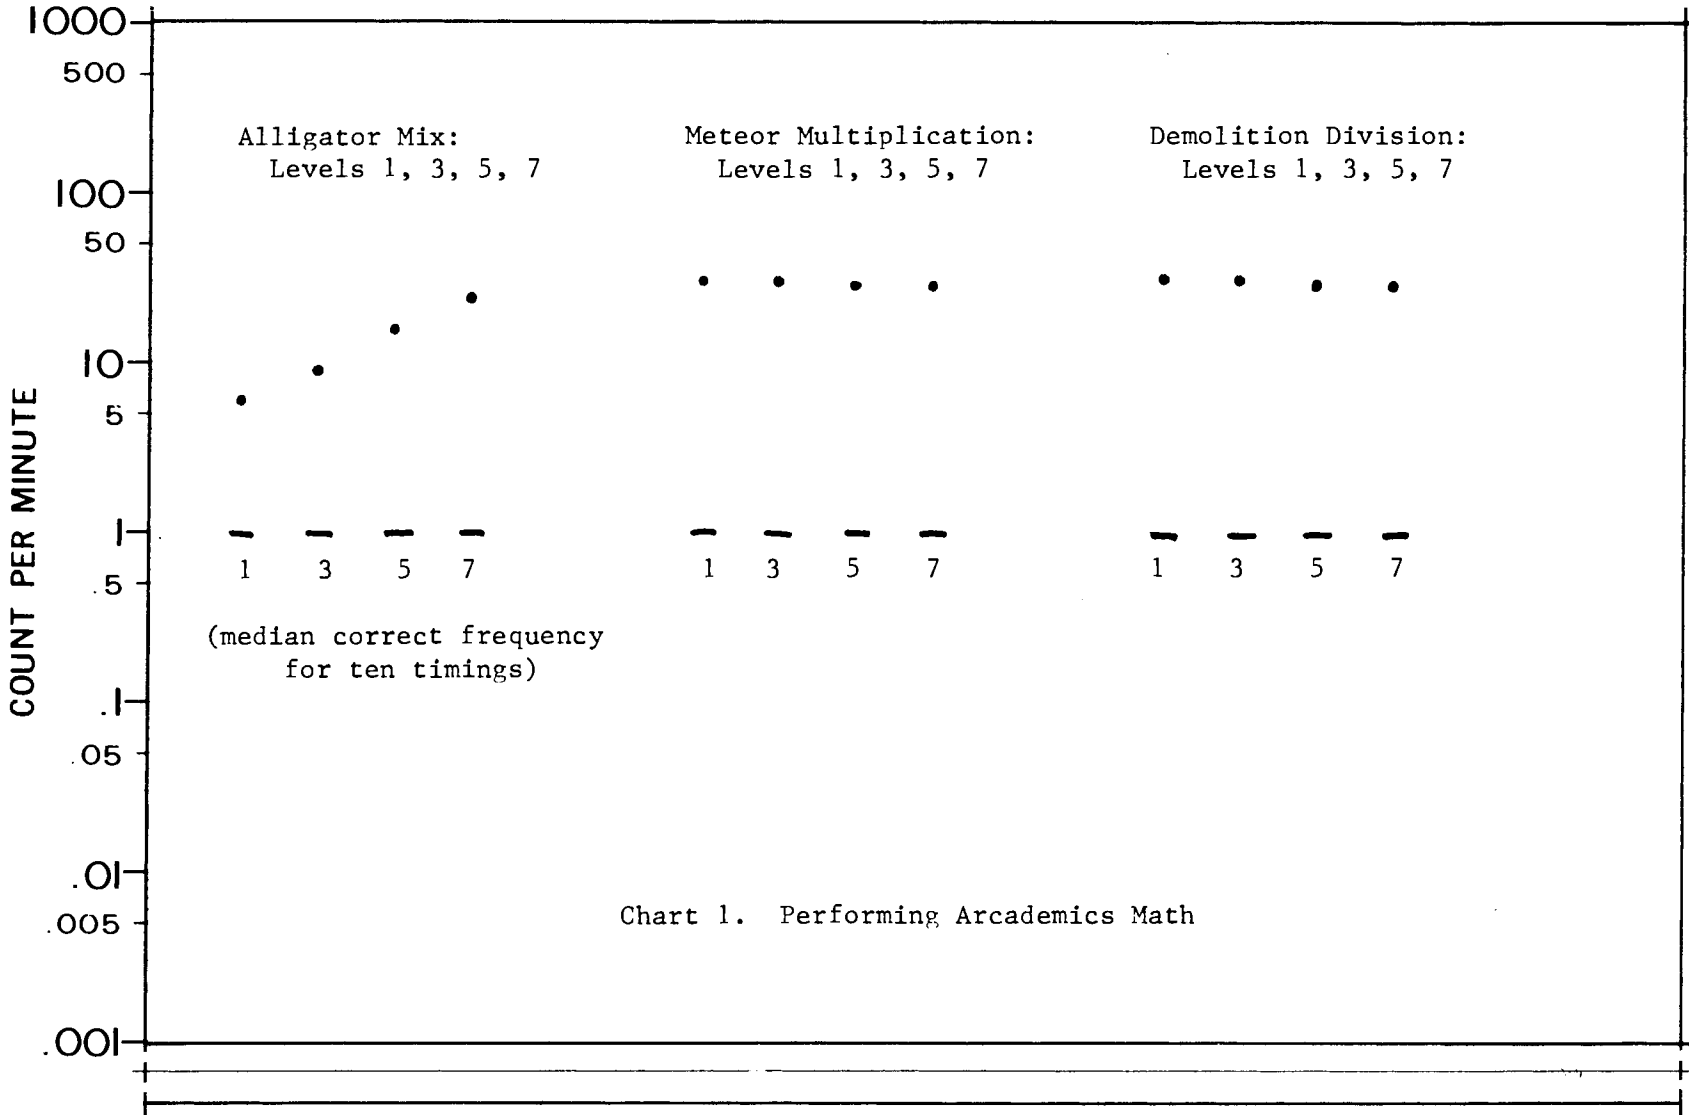 1000
500
Alligator Mix:
Levels 1, 3, 5, 7
Meteor Multiplication:
Levels 1, 3, 5, 7
Demolition Division:
Levels 1, 3, 5, 7
100
50
10
5
1
.5
.1
.05
.01
.005
.001
COUNT PER MINUTE
1 3 5 7
1 3 5 7
1 3 5 7
(median correct frequency
for ten timings)
Chart 1. Performing Arcademics Math